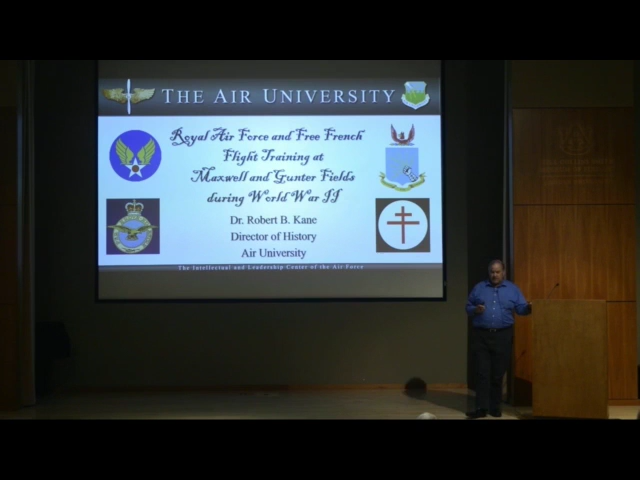 THE AIR UNIVERSITY
Royal Air Force and Free French
Flight Training at
Maxwell and Gunter Fields
during World War II
Dr. Robert B. Kane
Director of History
Air University
The Intellectual and Leadership Center of the Air Force